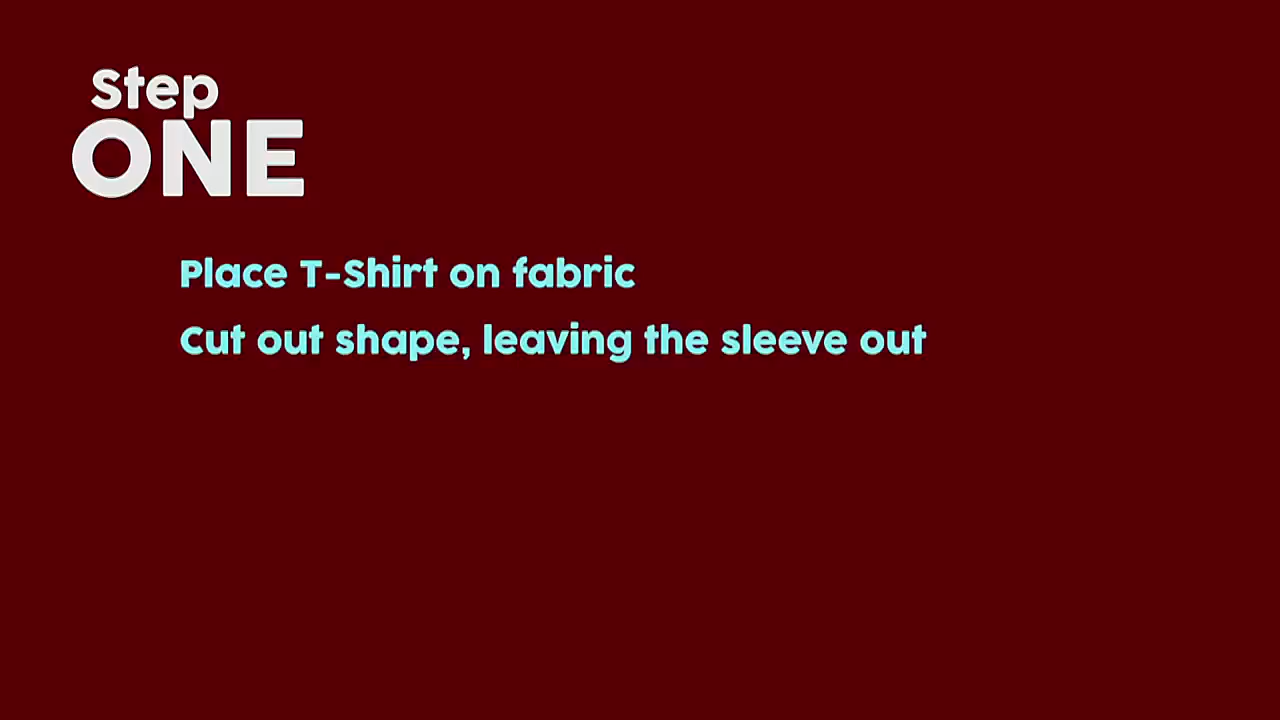 Step
ONE
Place T-Shirt on fabric
Cut out shape, leaving the sleeve out